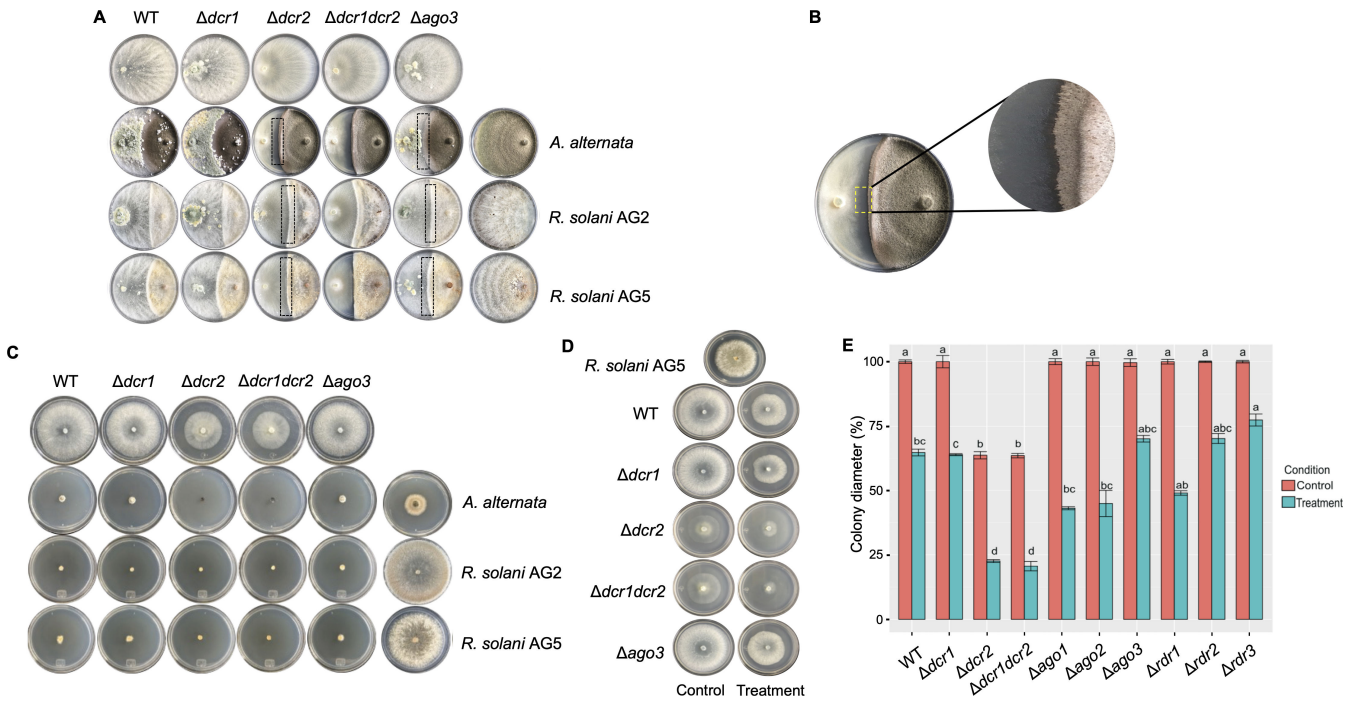 A
WT Δdcr1 Δdcr2 Δdcr1dcr2 Δago3
A. alternata
R. solani AG2
R. solani AG5
B
C
WT Δdcr1 Δdcr2 Δdcr1dcr2 Δago3
A. alternata
R. solani AG2
R. solani AG5
D
R. solani AG5
WT
Δdcr1
Δdcr2
Δdcr1dcr2
Δago3
Control Treatment
E
Colony diameter (%)
100
75
50
25
0
a a a a a a a a
bc c b b bc bc abc ab abc a
d d
WT Δdcr1 Δdcr2 Δdcr1dcr2 Δago1 Δago2 Δago3 Δrdr1 Δrdr2 Δrdr3
Condition
Control
Treatment